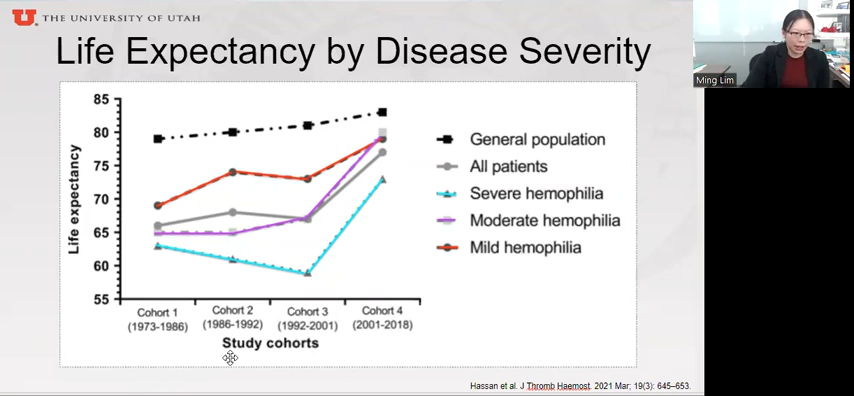 THE UNIVERSITY OF UTAH
Life Expectancy by Disease Severity
Ming Lim
85
80
75
70
65
60
55
Life expectancy
General population
All patients
Severe hemophilia
Moderate hemophilia
Mild hemophilia
Cohort 1 Cohort 2 Cohort 3 Cohort 4
(1973-1986) (1986-1992) (1992-2001) (2001-2018)
Study cohorts
Hassan et al. J Thromb Haemost. 2021 Mar; 19(3): 645–653.